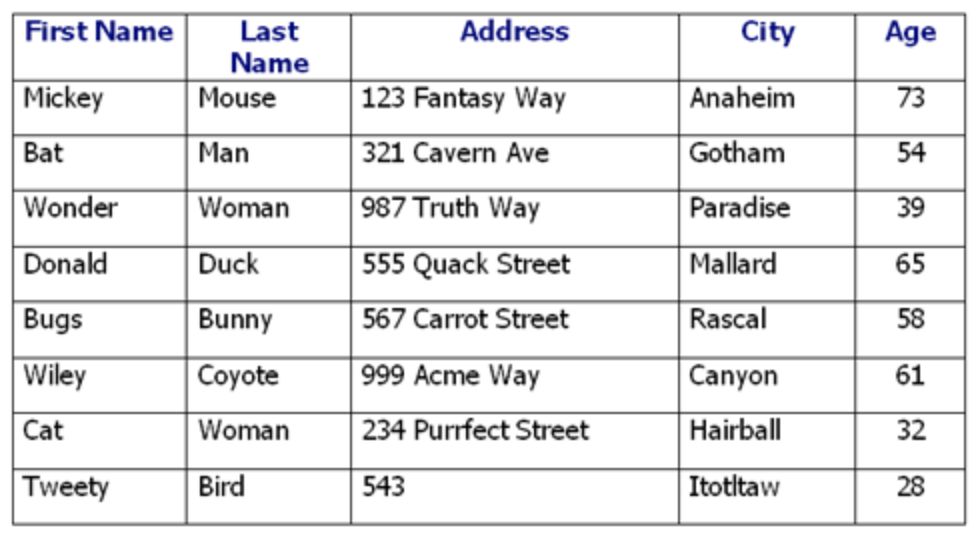 First Name Last Name Address City Age
Mickey Mouse 123 Fantasy Way Anaheim 73
Bat Man 321 Cavern Ave Gotham 54
Wonder Woman 987 Truth Way Paradise 39
Donald Duck 555 Quack Street Mallard 65
Bugs Bunny 567 Carrot Street Rascal 58
Wiley Coyote 999 Acme Way Canyon 61
Cat Woman 234 Purrfect Street Hairball 32
Tweety Bird 543 Itotltaw 28